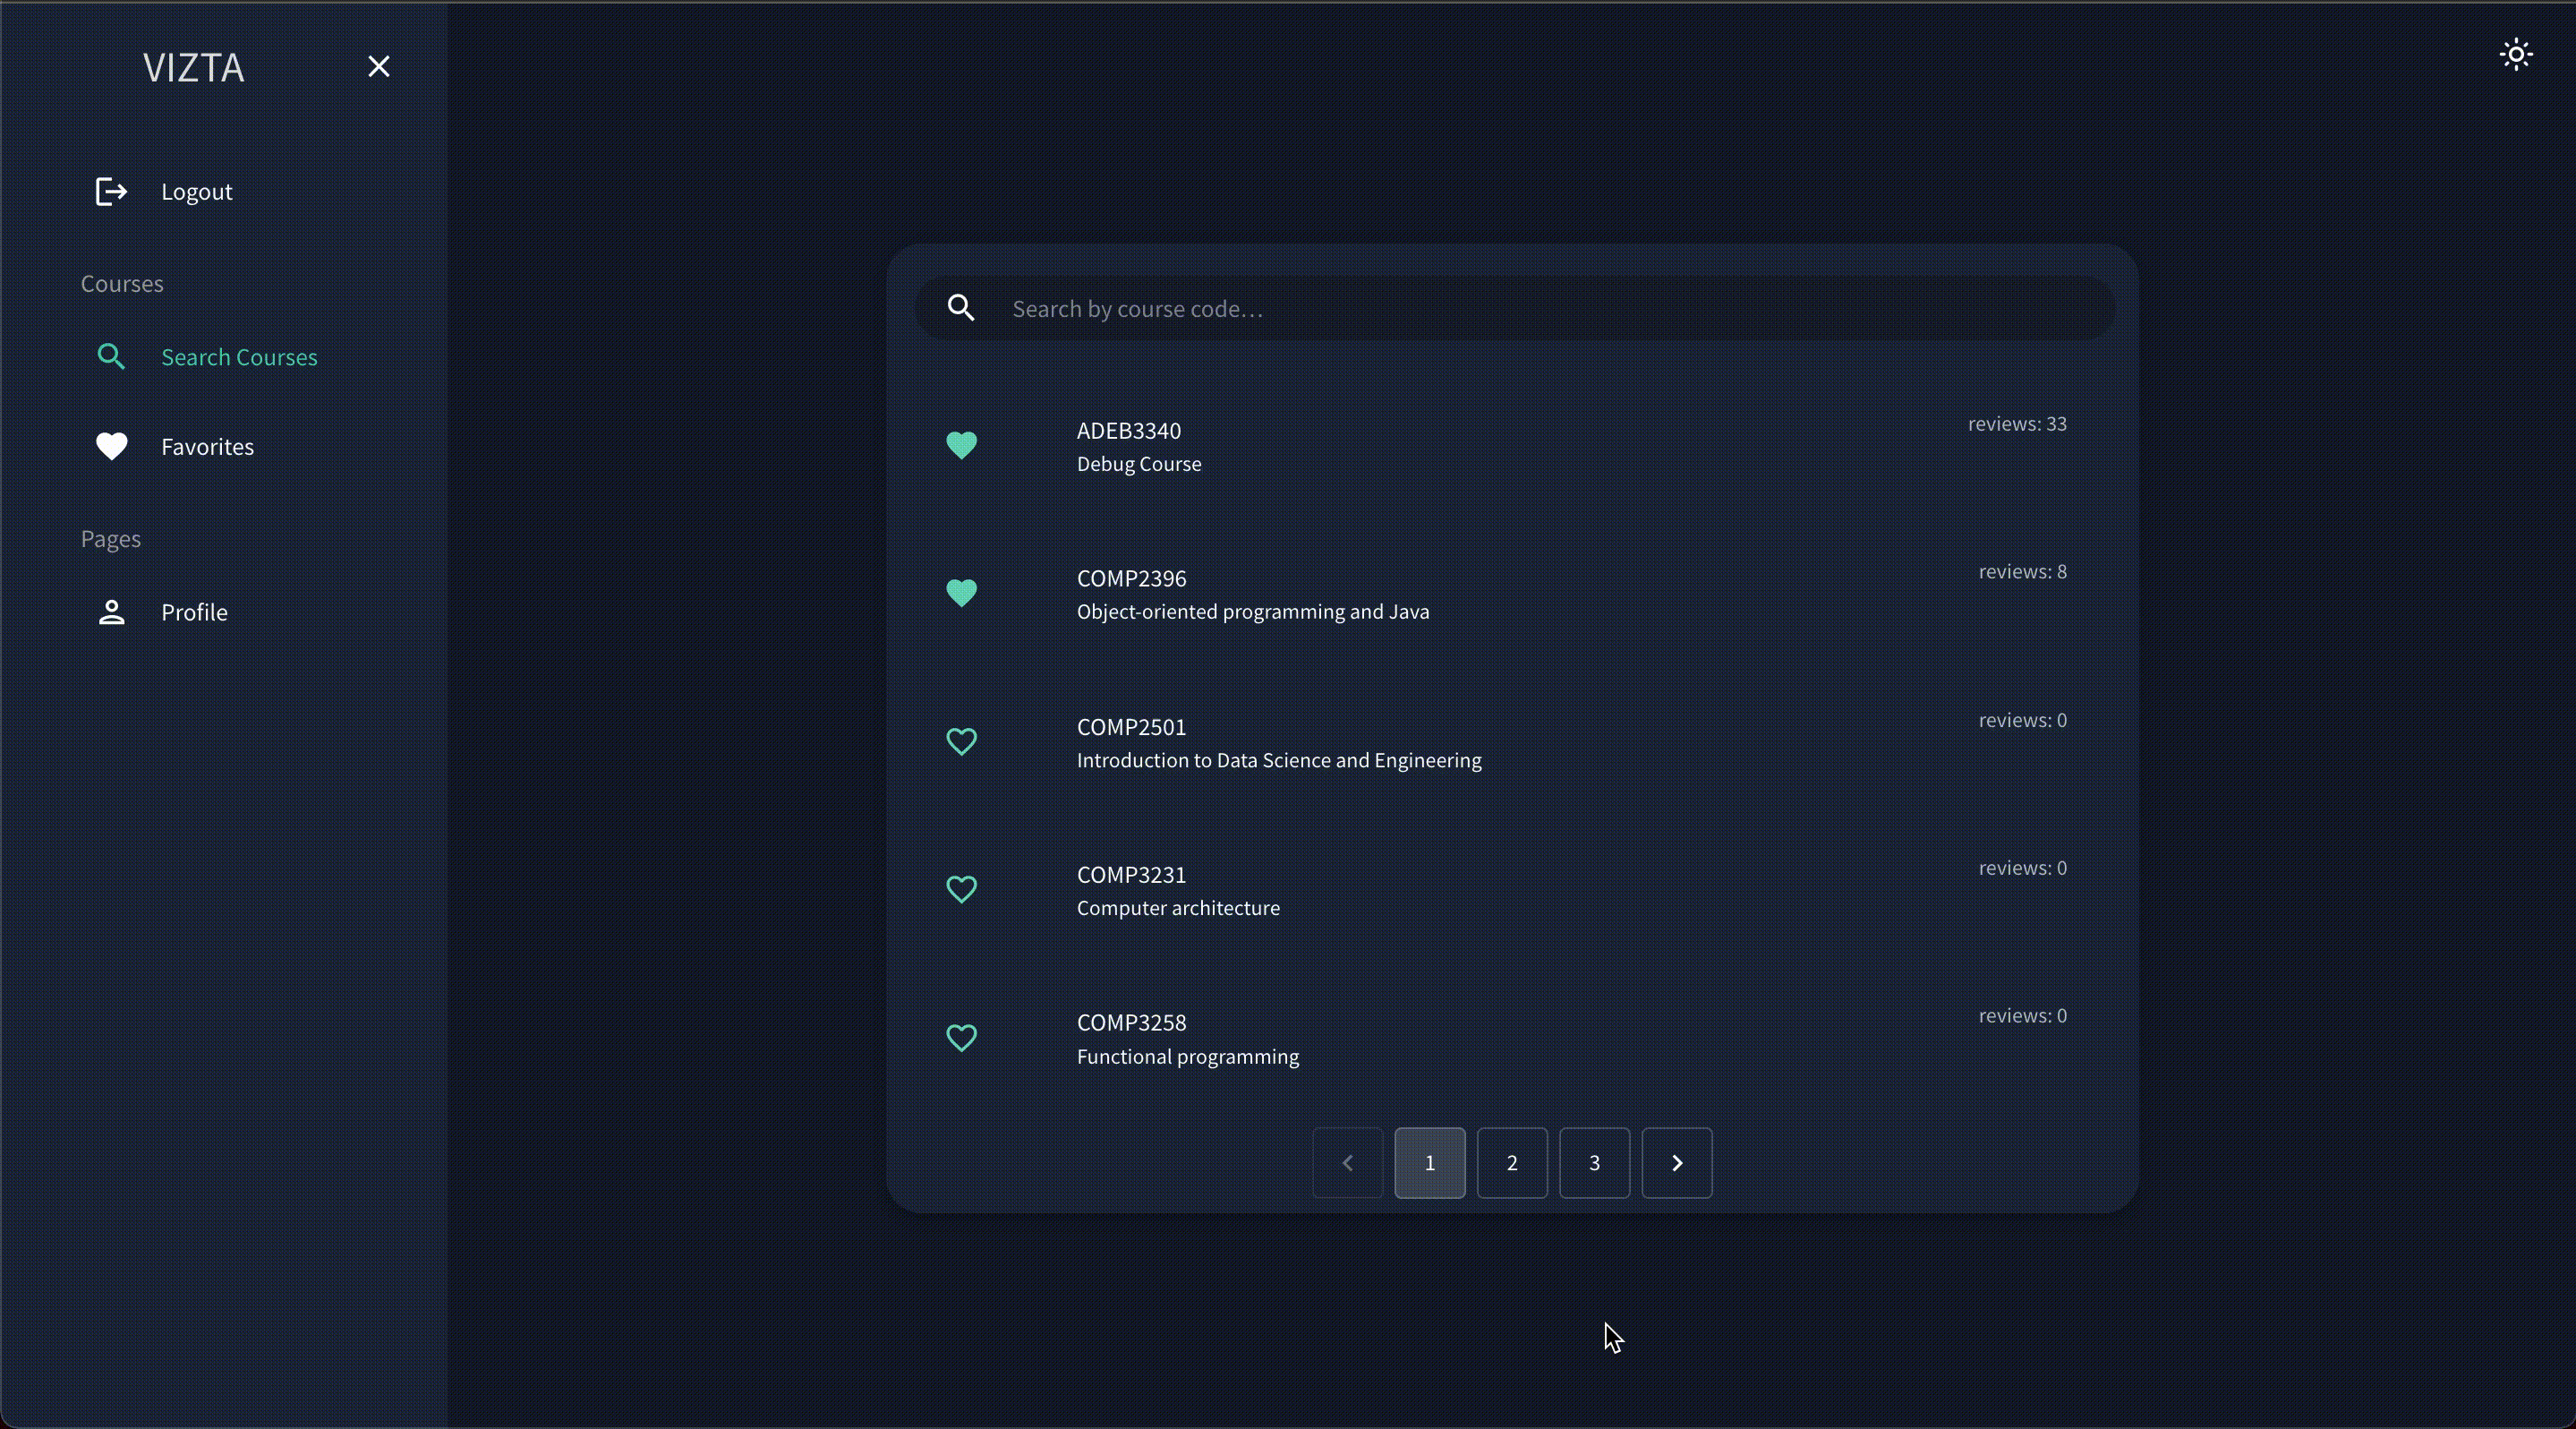 VIZTA
Logout
Courses
Search Courses
Favorites
Pages
Profile
Search by course code...
ADEB3340
reviews: 33
Debug Course
COMP2396
reviews: 8
Object-oriented programming and Java
COMP2501
reviews: 0
Introduction to Data Science and Engineering
COMP3231
reviews: 0
Computer architecture
COMP3258
reviews: 0
Functional programming
1 2 3